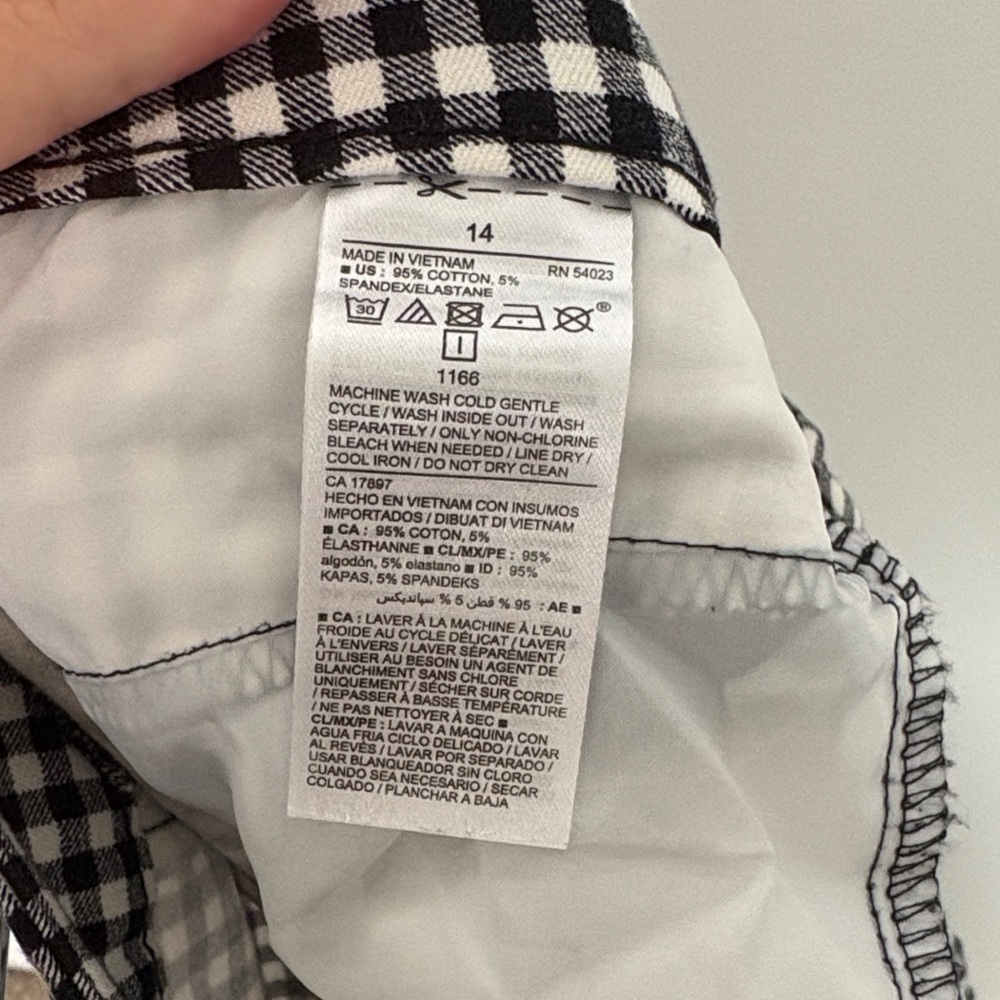 14
MADE IN VIETNAM RN 54023
■ US : 95% COTTON, 5%
SPANDEX/ELASTANE
30 ®
1166
MACHINE WASH COLD GENTLE
CYCLE / WASH INSIDE OUT / WASH
SEPARATELY / ONLY NON-CHLORINE
BLEACH WHEN NEEDED / LINE DRY /
COOL IRON / DO NOT DRY CLEAN
CA 17897
HECHO EN VIETNAM CON INSUMOS
IMPORTADOS / DIBUAT DI VIETNAM
■ CA : 95% COTON, 5%
ÉLASTHANNE ■ CL/MX/PE : 95%
algodón, 5% elastano ■ ID : 95%
KAPAS, 5% SPANDEKS
■ AE : 95 % قطن 5 % سبانديكس
■ CA : LAVER À LA MACHINE À L'EAU
FROIDE AU CYCLE DÉLICAT / LAVER
À L'ENVERS / LAVER SÉPARÉMENT /
UTILISER AU BESOIN UN AGENT DE
BLANCHIMENT SANS CHLORE
UNIQUEMENT / SÉCHER SUR CORDE
/ REPASSER À BASSE TEMPÉRATURE
/ NE PAS NETTOYER À SEC ■
CL/MX/PE : LAVAR A MAQUINA CON
AGUA FRIA CICLO DELICADO / LAVAR
AL REVÉS / LAVAR POR SEPARADO /
USAR BLANQUEADOR SIN CLORO
CUANDO SEA NECESARIO / SECAR
COLGADO / PLANCHAR A BAJA